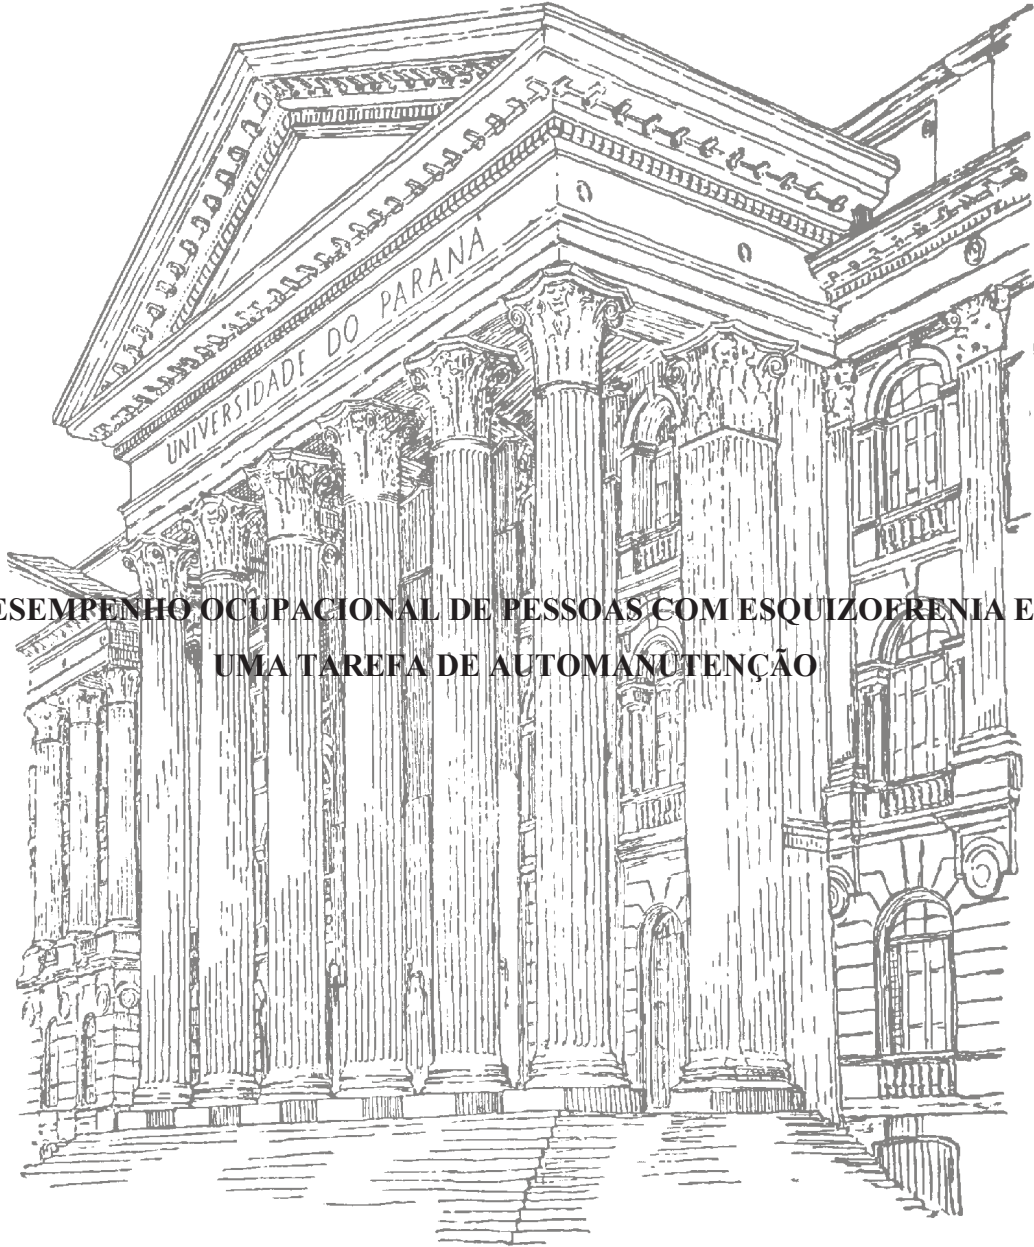 UNIVERSIDADE DO PARANÁ
ESEMPENHO OCUPACIONAL DE PESSOAS COM ESQUIZOFRENIA E
UMA TAREFA DE AUTOMANUTENÇÃO